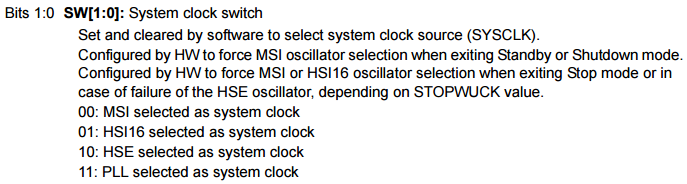 Bits 1:0 SW[1:0]: System clock switch
Set and cleared by software to select system clock source (SYSCLK).
Configured by HW to force MSI oscillator selection when exiting Standby or Shutdown mode.
Configured by HW to force MSI or HSI16 oscillator selection when exiting Stop mode or in
case of failure of the HSE oscillator, depending on STOPWUCK value.
00: MSI selected as system clock
01: HSI16 selected as system clock
10: HSE selected as system clock
11: PLL selected as system clock